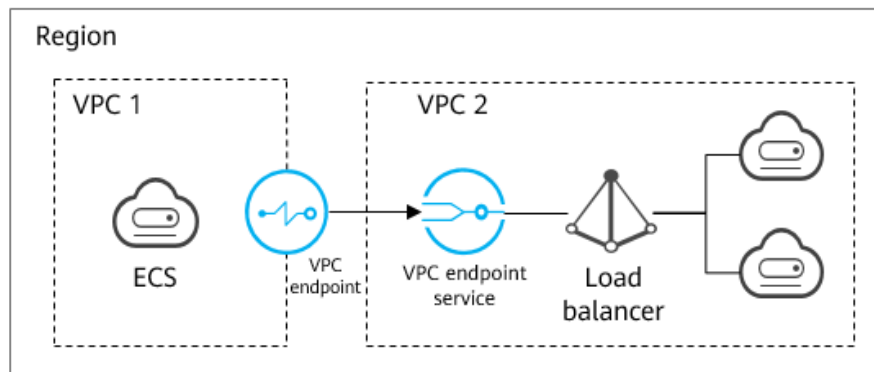 Region
VPC 1
VPC 2
ECS
VPC
endpoint
VPC endpoint
service
Load
balancer